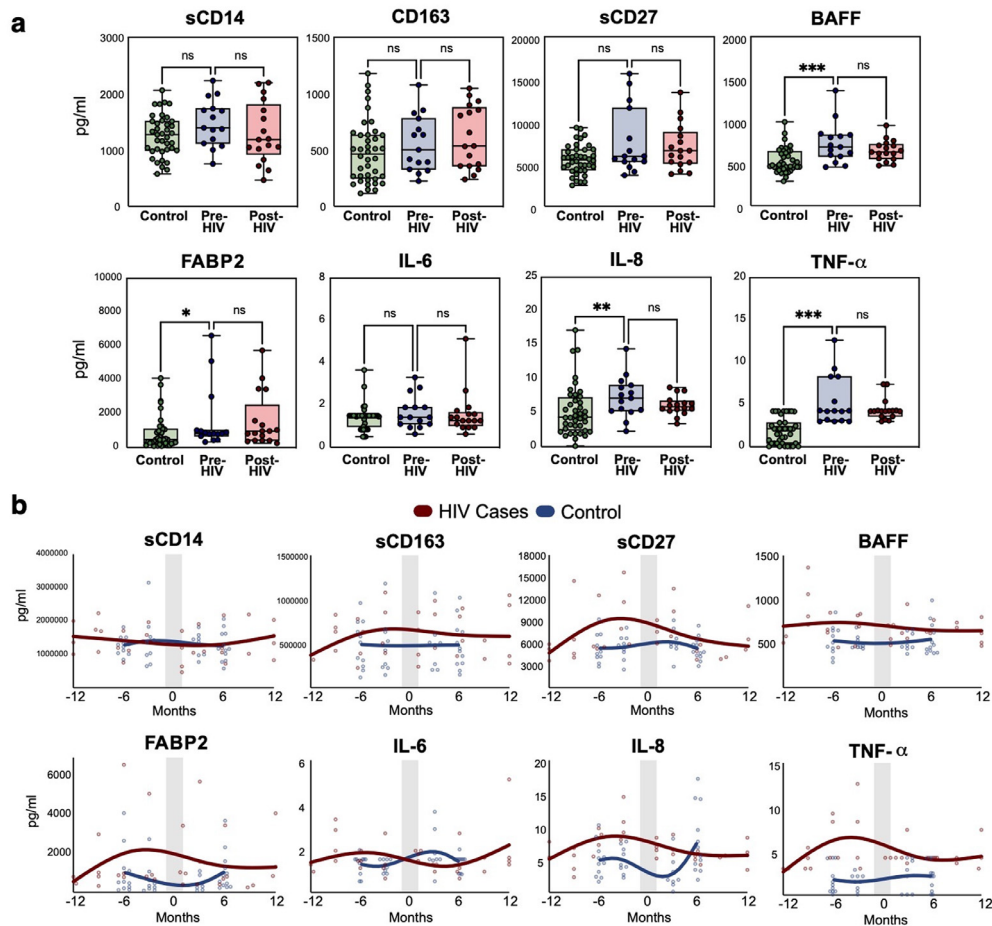 a
sCD14 CD163 sCD27 BAFF
3000 1500 20000 2000
ns ns ns ns ns ns *** ns
pg/ml
2000 1000 15000 1500
10000 1000
1000 500 5000 500
0 0 0 0
Control Pre-HIV Post-HIV Control Pre-HIV Post-HIV Control Pre-HIV Post-HIV Control Pre-HIV Post-HIV
FABP2 IL-6 IL-8 TNF-α
10000 8 25 25
* ns ns ns ** ns *** ns
pg/ml
8000 6 20 20
6000 4 15 15
4000 2 10 10
2000 5 5
0 0 0 0
Control Pre-HIV Post-HIV Control Pre-HIV Post-HIV Control Pre-HIV Post-HIV Control Pre-HIV Post-HIV
b
HIV Cases Control
sCD14 sCD163 sCD27 BAFF
4000000 1500000 18000 1500
pg/ml
3000000 1000000 15000 1000
2000000 500000 12000 500
1000000 9000
6000
3000
-12 -6 0 6 12 -12 -6 0 6 12 -12 -6 0 6 12 -12 -6 0 6 12
Months Months Months Months
FABP2 IL-6 IL-8 TNF- α
6000 6 20 15
pg/ml
4000 4 15 10
2000 2 10 5
5
-12 -6 0 6 12 -12 -6 0 6 12 -12 -6 0 6 12 -12 -6 0 6 12
Months Months Months Months